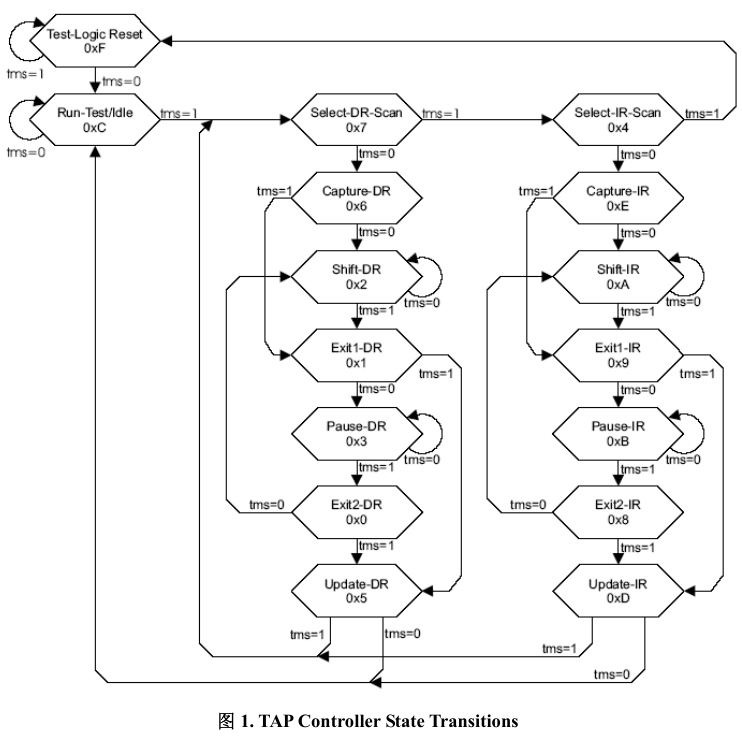 Test-Logic Reset
0xF
tms=1
tms=0
Run-Test/Idle
0xC
tms=1
tms=0
Select-DR-Scan
0x7
tms=1
tms=0
Select-IR-Scan
0x4
tms=1
tms=0
tms=1
Capture-DR
0x6
tms=0
tms=1
Capture-IR
0xE
tms=0
Shift-DR
0x2
tms=0
tms=1
Shift-IR
0xA
tms=0
tms=1
Exit1-DR
0x1
tms=1
tms=0
Exit1-IR
0x9
tms=1
tms=0
Pause-DR
0x3
tms=0
tms=1
Pause-IR
0xB
tms=0
tms=1
tms=0
Exit2-DR
0x0
tms=1
tms=0
Exit2-IR
0x8
tms=1
Update-DR
0x5
tms=1
tms=0
Update-IR
0xD
tms=1
tms=0
图 1. TAP Controller State Transitions